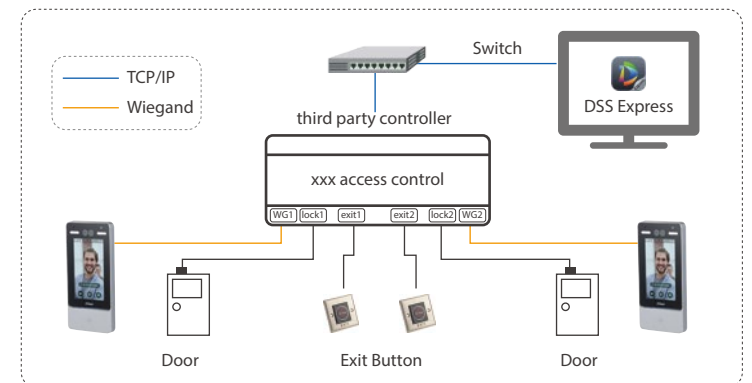 Switch
TCP/IP
Wiegand
DSS Express
third party controller
xxx access control
WG1 lock1 exit1 exit2 lock2 WG2
Door Exit Button Door